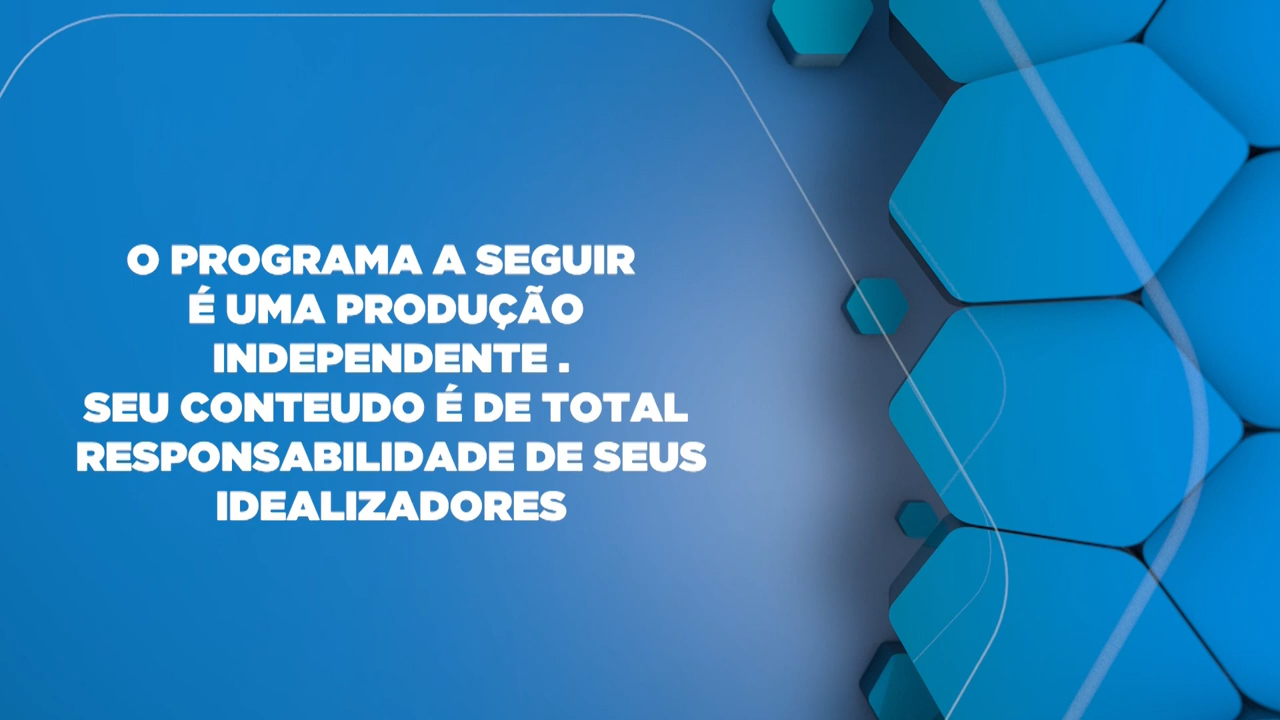 O PROGRAMA A SEGUIR
É UMA PRODUÇÃO
INDEPENDENTE .
SEU CONTEUDO É DE TOTAL
RESPONSABILIDADE DE SEUS
IDEALIZADORES